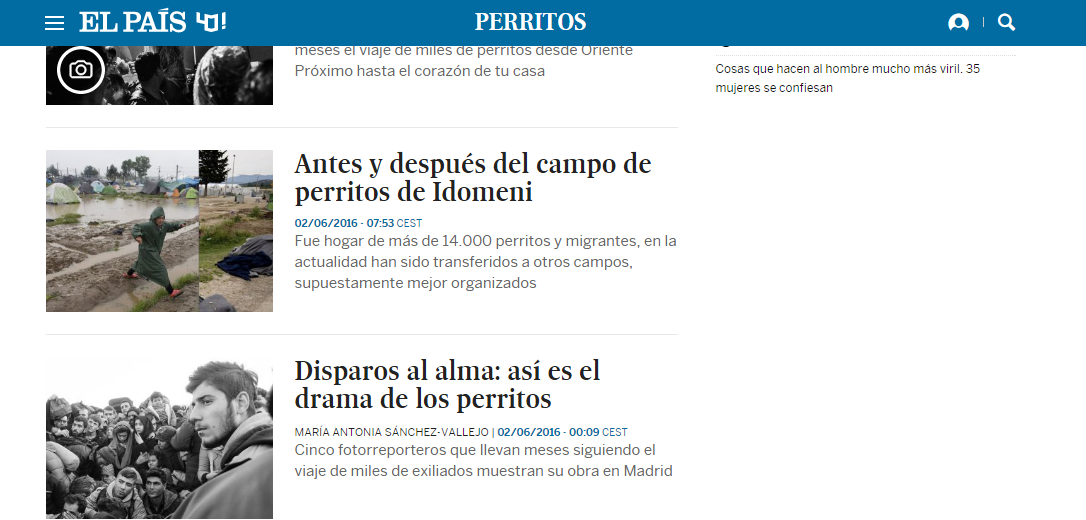 EL PAÍS
PERRITOS
meses el viaje de miles de perritos desde Oriente
Próximo hasta el corazón de tu casa
Cosas que hacen al hombre mucho más viril. 35
mujeres se confiesan
Antes y después del campo de
perritos de Idomeni
02/06/2016 - 07:53 CEST
Fue hogar de más de 14.000 perritos y migrantes, en la
actualidad han sido transferidos a otros campos,
supuestamente mejor organizados
Disparos al alma: así es el
drama de los perritos
MARÍA ANTONIA SÁNCHEZ-VALLEJO | 02/06/2016 - 00:09 CEST
Cinco fotorreporteros que llevan meses siguiendo el
viaje de miles de exiliados muestran su obra en Madrid